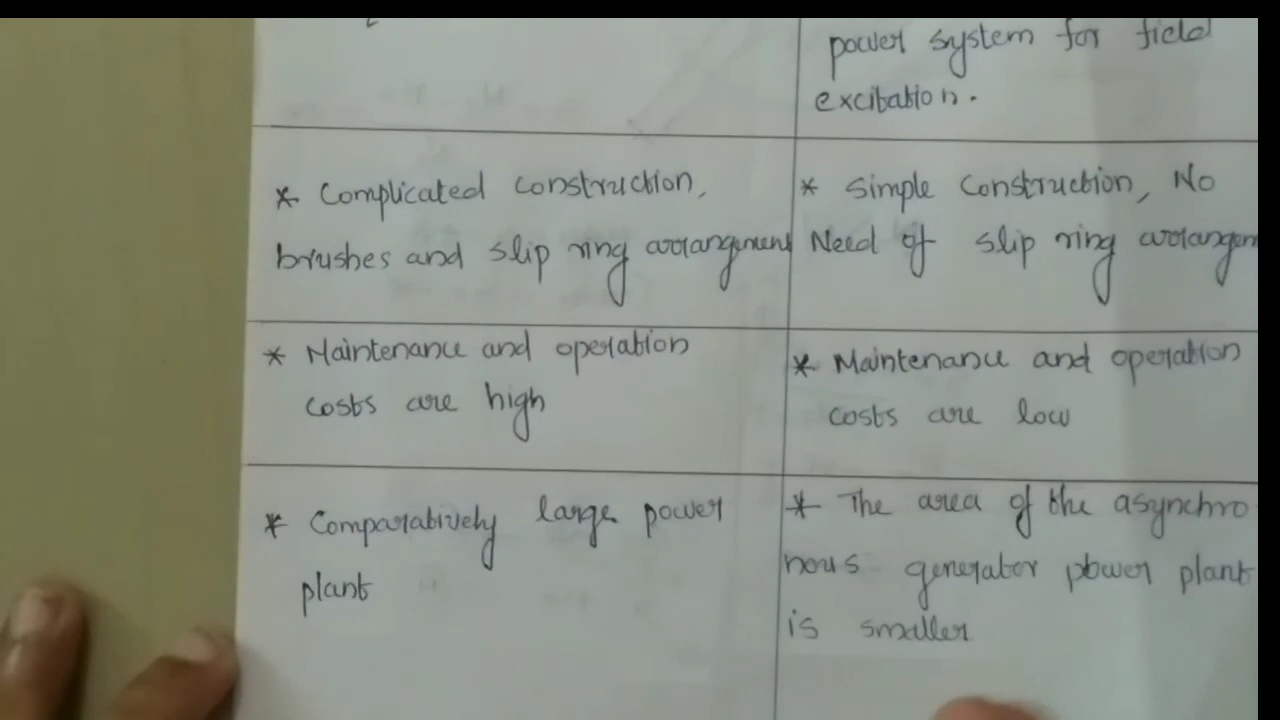 power system for field
excitation.
* Complicated construction,
brushes and slip ring arrangement
* Simple Construction, No
Need of slip ring arrangem
* Maintenance and operation
costs are high
* Maintenance and operation
costs are low
* Comparatively large power
plant
* The area of the asynchro
nous generator power plant
is smaller